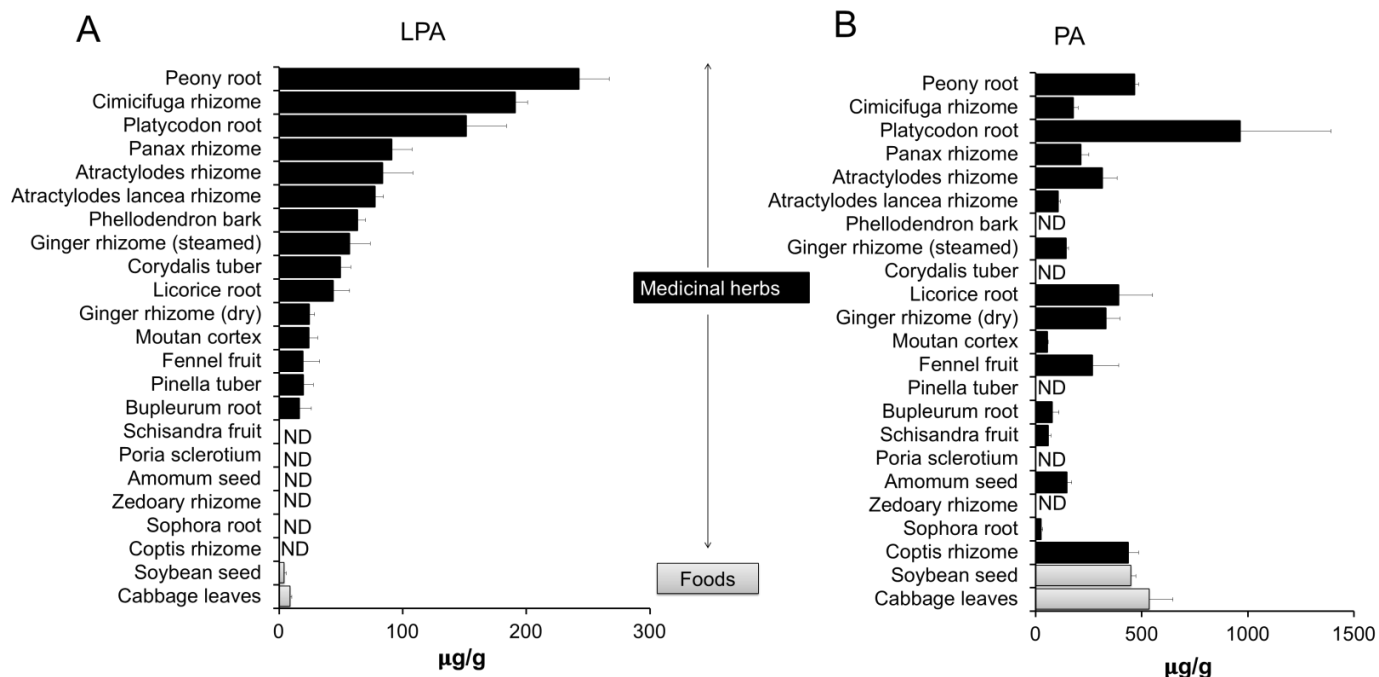 A
LPA
Peony root
Cimicifuga rhizome
Platycodon root
Panax rhizome
Atractylodes rhizome
Atractylodes lancea rhizome
Phellodendron bark
Ginger rhizome (steamed)
Corydalis tuber
Licorice root
Ginger rhizome (dry)
Moutan cortex
Fennel fruit
Pinella tuber
Bupleurum root
Schisandra fruit ND
Poria sclerotium ND
Amomum seed ND
Zedoary rhizome ND
Sophora root ND
Coptis rhizome ND
Soybean seed
Cabbage leaves
0 100 200 300
µg/g
Medicinal herbs
Foods
B
PA
Peony root
Cimicifuga rhizome
Platycodon root
Panax rhizome
Atractylodes rhizome
Atractylodes lancea rhizome
Phellodendron bark ND
Ginger rhizome (steamed)
Corydalis tuber ND
Licorice root
Ginger rhizome (dry)
Moutan cortex
Fennel fruit
Pinella tuber ND
Bupleurum root
Schisandra fruit
Poria sclerotium ND
Amomum seed
Zedoary rhizome ND
Sophora root
Coptis rhizome
Soybean seed
Cabbage leaves
0 500 1000 1500
µg/g